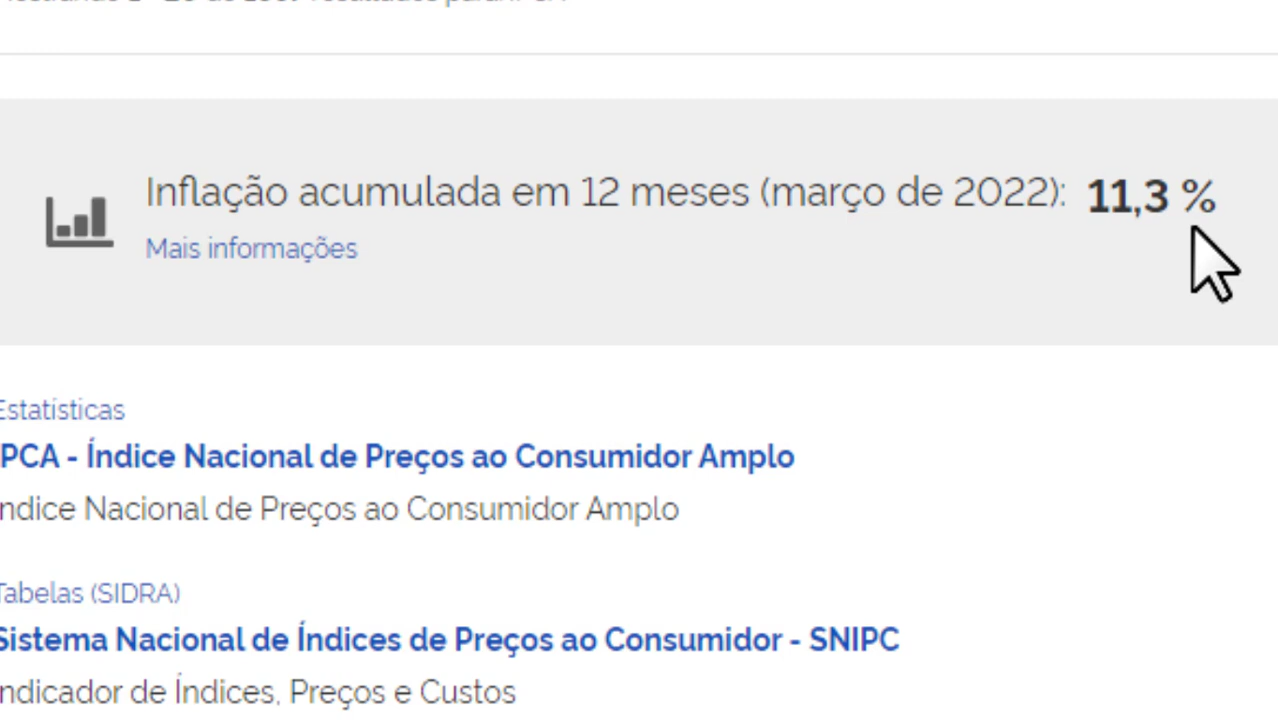 Inflação acumulada em 12 meses (março de 2022): 11,3 %
Mais informações
Estatísticas
IPCA - Índice Nacional de Preços ao Consumidor Amplo
ndice Nacional de Preços ao Consumidor Amplo
Tabelas (SIDRA)
Sistema Nacional de Índices de Preços ao Consumidor - SNIPC
ndicador de Índices, Preços e Custos